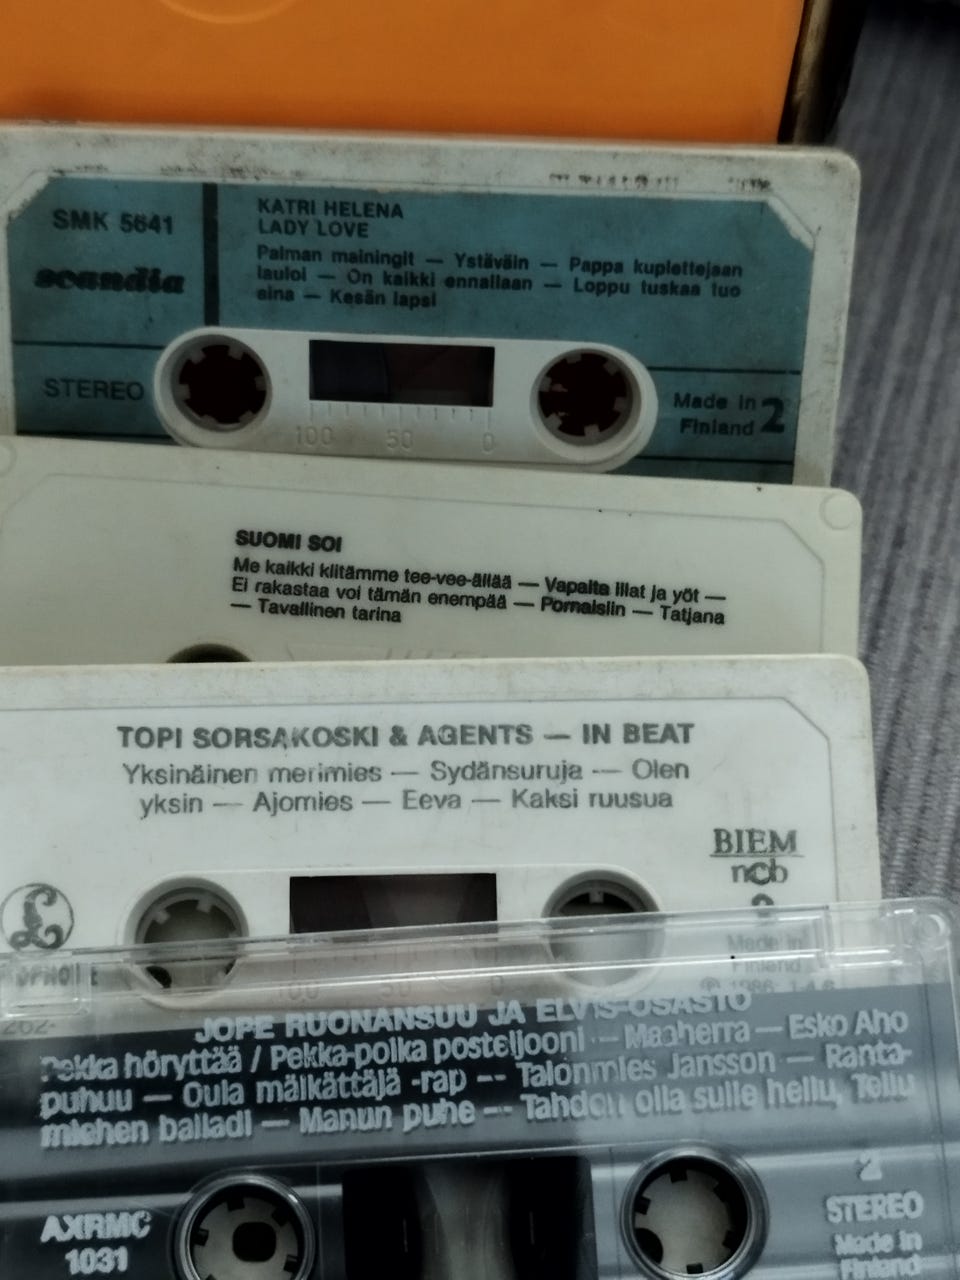 SMK 5641
scandia
STEREO
KATRI HELENA
LADY LOVE
Palman mainingit — Ystäväin — Pappa kuplettejaan
lauloi — On kaikki ennallaan — Loppu tuskaa tuo
aina — Kesän lapsi
100 50 0
Made in
Finland 2
SUOMI SOI
Me kaikki kiitämme tee-vee-ällää — Vapaita illat ja yöt —
Ei rakastaa voi tämän enempää — Pornaisiin — Tatjana
— Tavallinen tarina
TOPI SORSAKOSKI & AGENTS — IN BEAT
Yksinäinen merimies — Sydänsuruja — Olen
yksin — Ajomies — Eeva — Kaksi ruusua
BIEM
ncb
Made in
Finland
100 50 0
JOPE RUONANSUU JA ELVIS-OSASTO
Pekka höryttää / Pekka-polka posteljooni — Maaherra — Esko Aho
puhuu — Oula mälkättäjä -rap -- Talonmies Jansson — Ranta-
miehen balladi — Manun puhe -- Tahdon olla sulle hellu, Tellu
AXRMC
1031
2
STEREO
Made in
Finland